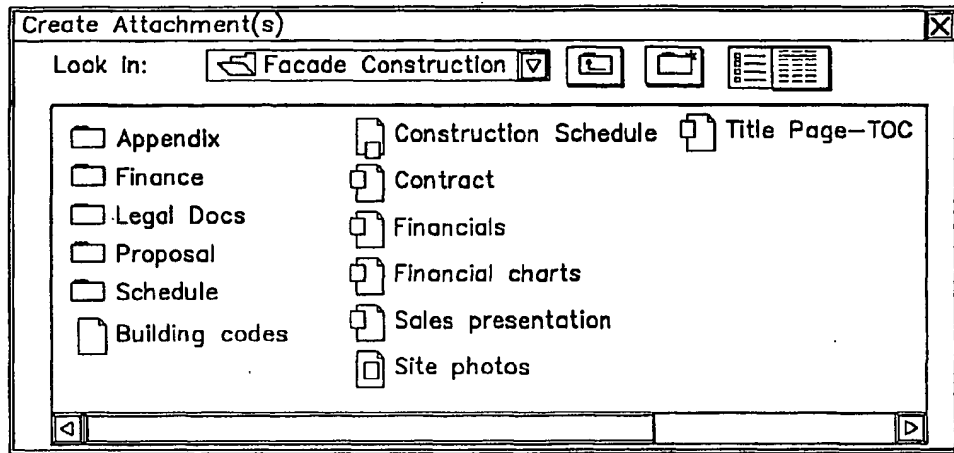 Create Attachment(s)
Look in: Facade Construction
Appendix
Finance
Legal Docs
Proposal
Schedule
Building codes
Construction Schedule
Contract
Financials
Financial charts
Sales presentation
Site photos
Title Page-TOC